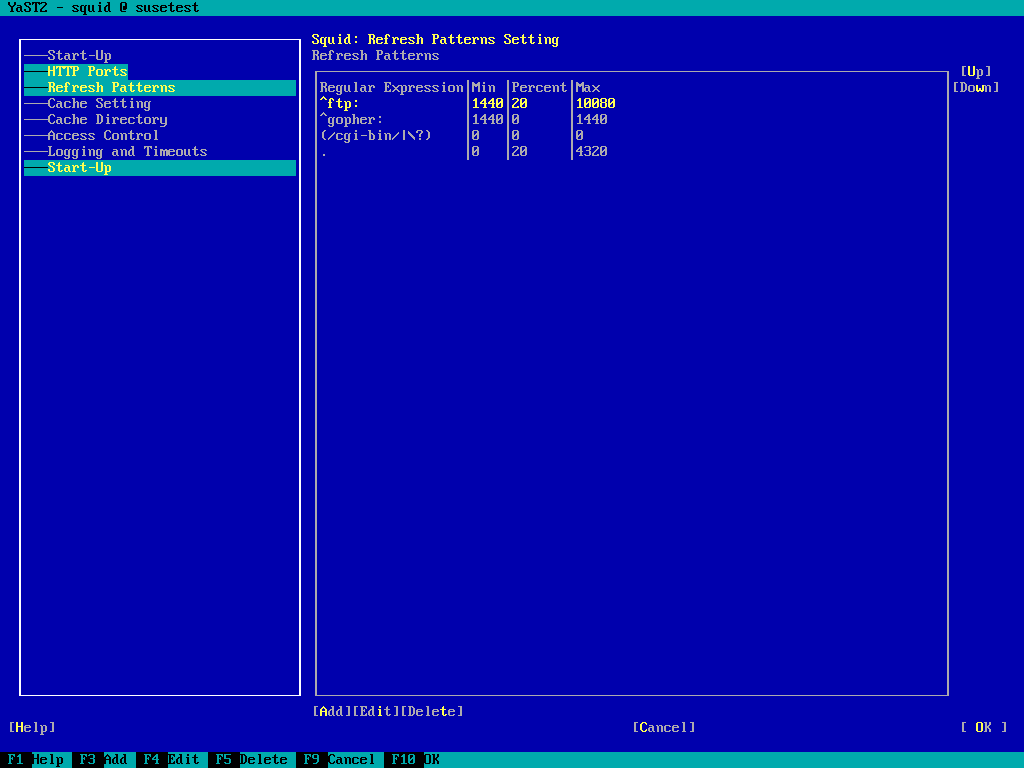 YaST2 - squid @ susetest
Squid: Refresh Patterns Setting
Start-Up
HTTP Ports
Refresh Patterns
Cache Setting
Cache Directory
Access Control
Logging and Timeouts
Start-Up
Refresh Patterns
Regular Expression|Min |Percent|Max
^ftp: |1440|20 |10080
^gopher: |1440|0 |1440
(/cgi-bin/|\?) |0 |0 |0
. |0 |20 |4320
[Up]
[Down]
[Add][Edit][Delete]
[Help] [Cancel] [ OK ]
F1 Help F3 Add F4 Edit F5 Delete F9 Cancel F10 OK